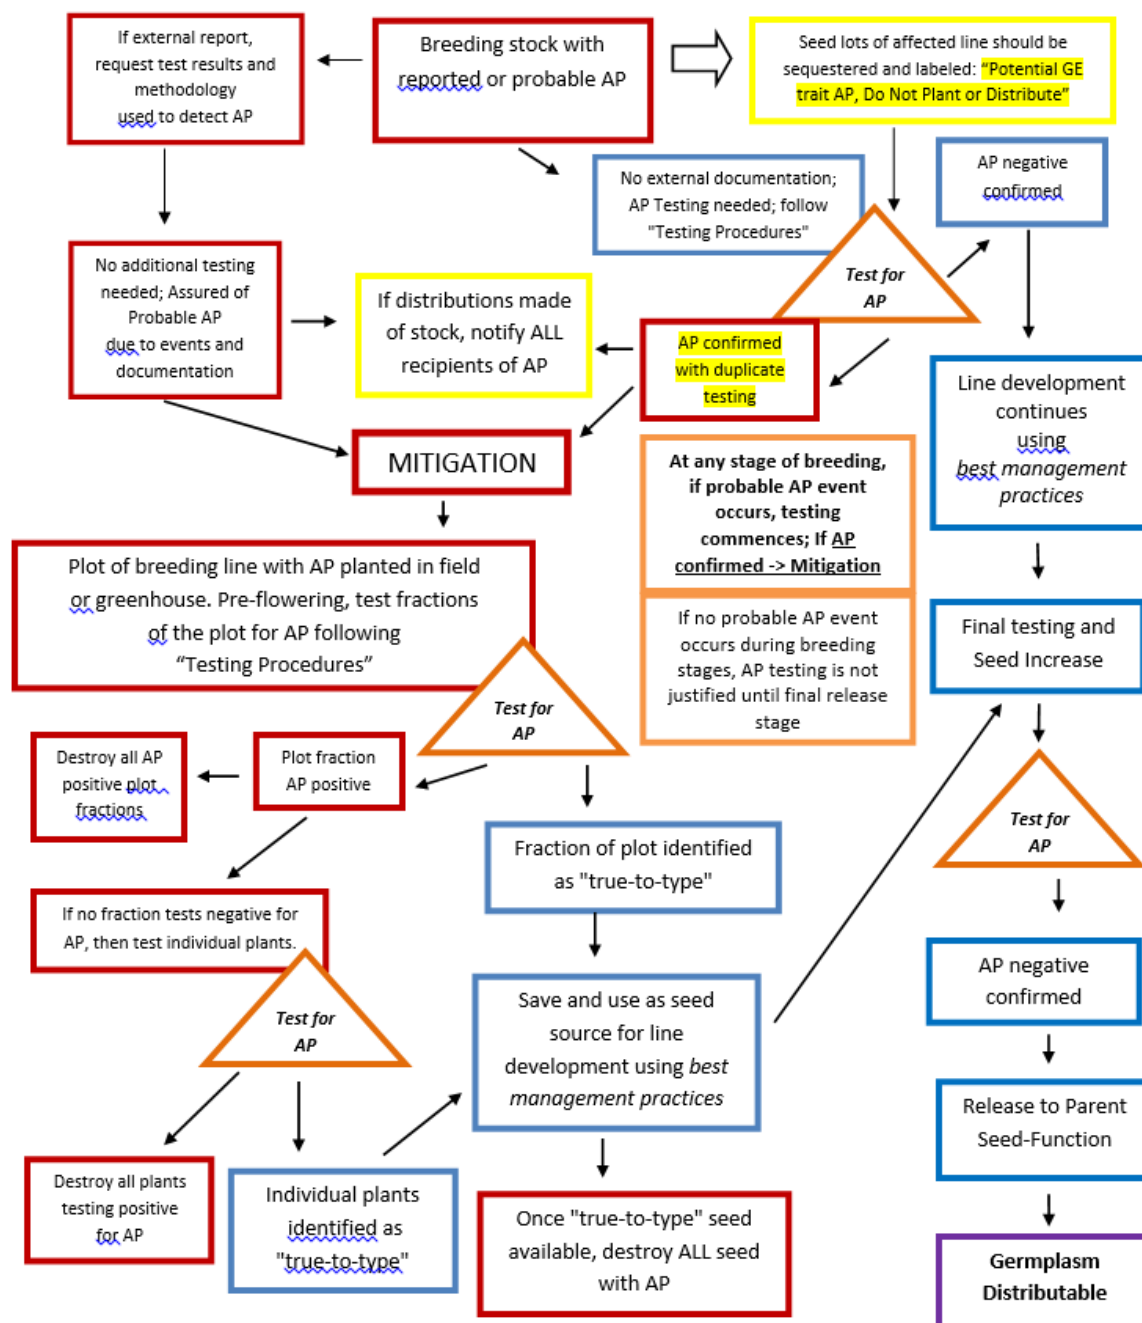 If external report,
request test results and
methodology
used to detect AP
Breeding stock with
reported or probable AP
Seed lots of affected line should be
sequestered and labeled: “Potential GE
trait AP, Do Not Plant or Distribute”
No external documentation;
AP Testing needed; follow
"Testing Procedures"
AP negative
confirmed
Test for
AP
No additional testing
needed; Assured of
Probable AP
due to events and
documentation
If distributions made
of stock, notify ALL
recipients of AP
AP confirmed
with duplicate
testing
Line development
continues
using
best management
practices
MITIGATION
At any stage of breeding,
if probable AP event
occurs, testing
commences; If AP
confirmed -> Mitigation
Plot of breeding line with AP planted in field
or greenhouse. Pre-flowering, test fractions
of the plot for AP following
“Testing Procedures”
If no probable AP event
occurs during breeding
stages, AP testing is not
justified until final release
stage
Final testing and
Seed Increase
Test for
AP
Destroy all AP
positive plot
fractions
Plot fraction
AP positive
Test for
AP
Fraction of plot identified
as "true-to-type"
If no fraction tests negative for
AP, then test individual plants.
AP negative
confirmed
Test for
AP
Save and use as seed
source for line
development using best
management practices
Release to Parent
Seed-Function
Destroy all plants
testing positive
for AP
Individual plants
identified as
"true-to-type"
Once "true-to-type" seed
available, destroy ALL seed
with AP
Germplasm
Distributable